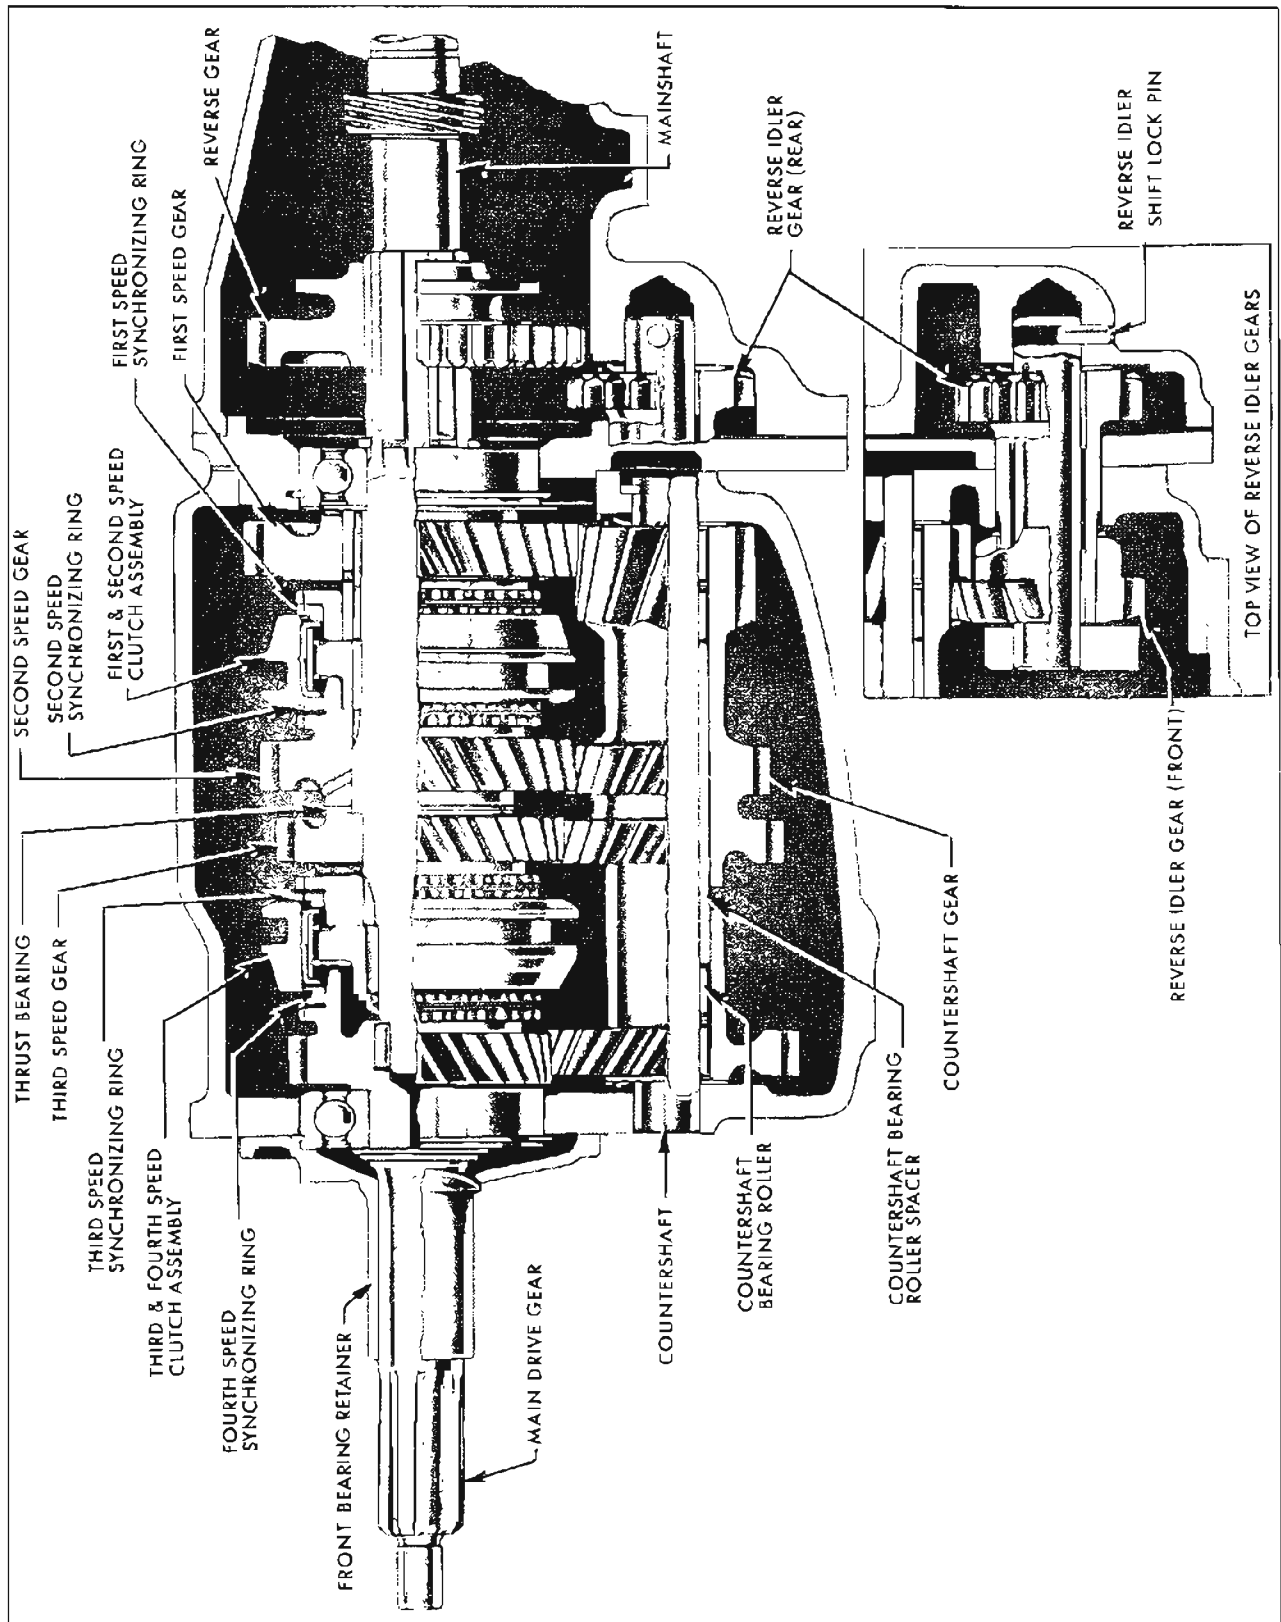 THRUST BEARING
THIRD SPEED GEAR
THIRD SPEED
SYNCHRONIZING RING
THIRD & FOURTH SPEED
CLUTCH ASSEMBLY
FOURTH SPEED
SYNCHRONIZING RING
FRONT BEARING RETAINER
SECOND SPEED GEAR
SECOND SPEED
SYNCHRONIZING RING
FIRST & SECOND SPEED
CLUTCH ASSEMBLY
FIRST SPEED
SYNCHRONIZING RING
FIRST SPEED GEAR
REVERSE GEAR
MAIN DRIVE GEAR
COUNTERSHAFT
COUNTERSHAFT
BEARING ROLLER
COUNTERSHAFT BEARING
ROLLER SPACER
COUNTERSHAFT GEAR
MAINSHAFT
REVERSE IDLER
GEAR (REAR)
REVERSE IDLER
SHIFT LOCK PIN
REVERSE IDLER GEAR (FRONT)
TOP VIEW OF REVERSE IDLER GEARS